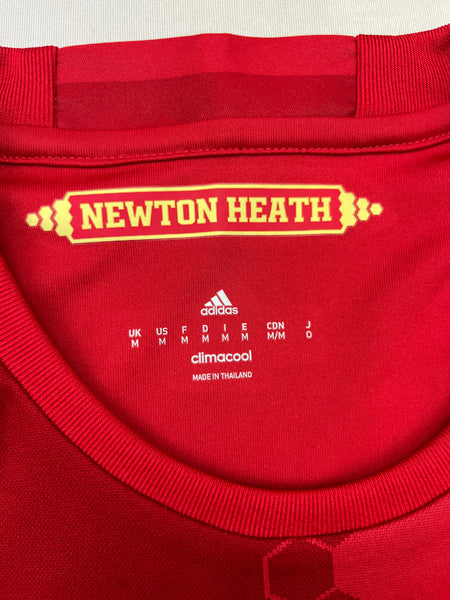 NEWTON HEATH
adidas
UK US F D I E CDN J
M M M M M M M/M O
climacool
MADE IN THAILAND